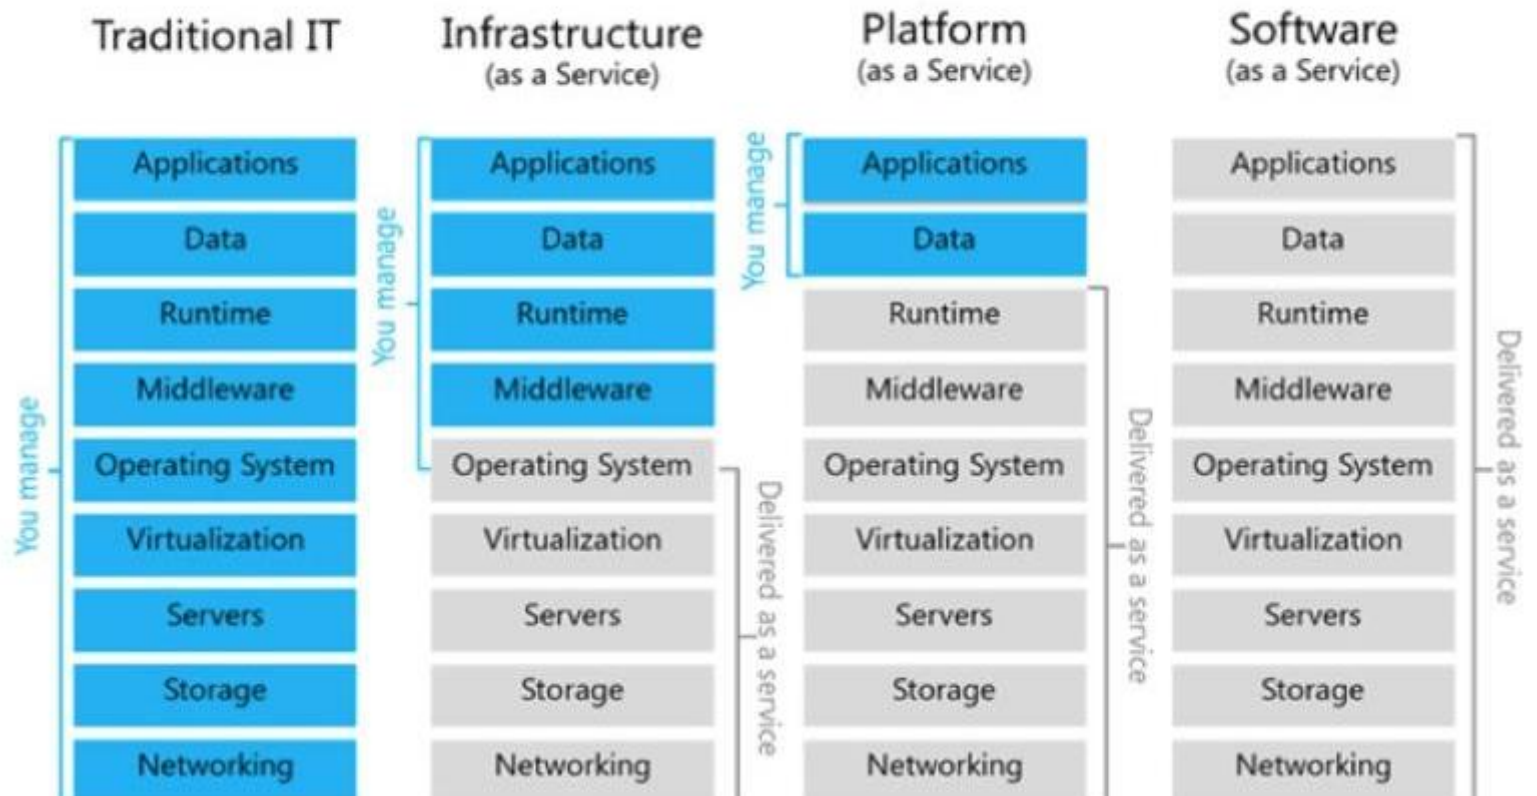 Traditional IT
Infrastructure
(as a Service)
Platform
(as a Service)
Software
(as a Service)
You manage
Applications
Data
Runtime
Middleware
Operating System
Virtualization
Servers
Storage
Networking
You manage
Applications
Data
Runtime
Middleware
Operating System
Virtualization
Servers
Storage
Networking
Delivered as a service
You manage
Applications
Data
Runtime
Middleware
Operating System
Virtualization
Servers
Storage
Networking
Delivered as a service
Applications
Data
Runtime
Middleware
Operating System
Virtualization
Servers
Storage
Networking
Delivered as a service